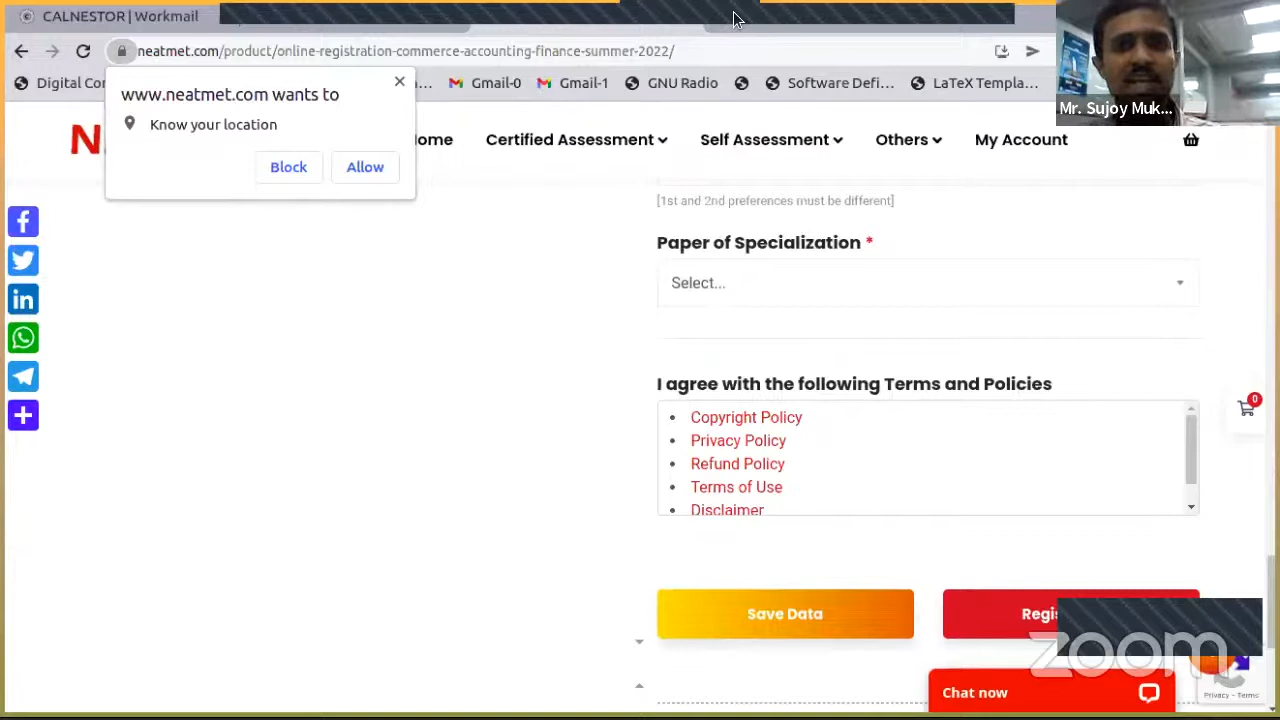 CALNESTOR | Workmail
neatmet.com/product/online-registration-commerce-accounting-finance-summer-2022/
Digital Co
Gmail-0
Gmail-1
GNU Radio
Software Defi...
LaTeX Templa...
Mr. Sujoy Muk...
www.neatmet.com wants to
Know your location
Block
Allow
N
ome
Certified Assessment
Self Assessment
Others
My Account
[1st and 2nd preferences must be different]
Paper of Specialization *
Select...
I agree with the following Terms and Policies
• Copyright Policy
• Privacy Policy
• Refund Policy
• Terms of Use
• Disclaimer
0
Save Data
Regis
zoom
Chat now
Privacy - Terms